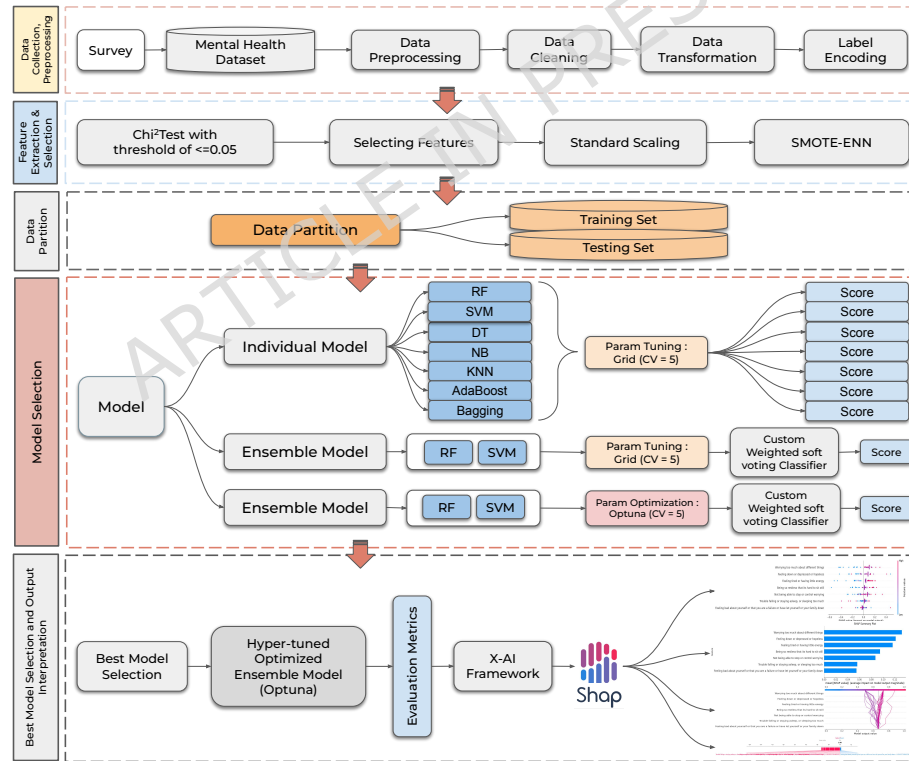 Data
Collection,
Preprocessing
Survey
Mental Health
Dataset
Data
Preprocessing
Data
Cleaning
Data
Transformation
Label
Encoding
Feature
Extraction &
Selection
Chi²Test with
threshold of <=0.05
Selecting Features
Standard Scaling
SMOTE-ENN
Data
Partition
Data Partition
Training Set
Testing Set
Model Selection
Model
Individual Model
RF
SVM
DT
NB
KNN
AdaBoost
Bagging
Param Tuning :
Grid (CV = 5)
Score
Score
Score
Score
Score
Score
Score
Ensemble Model
RF
SVM
Param Tuning :
Grid (CV = 5)
Custom
Weighted soft
voting Classifier
Score
Ensemble Model
RF
SVM
Param Optimization :
Optuna (CV = 5)
Custom
Weighted soft
voting Classifier
Score
Best Model Selection and Output
Interpretation
Best Model
Selection
Hyper-tuned
Optimized
Ensemble Model
(Optuna)
Evaluation Metrics
X-AI
Framework
Shap
ARTICLE IN PRES